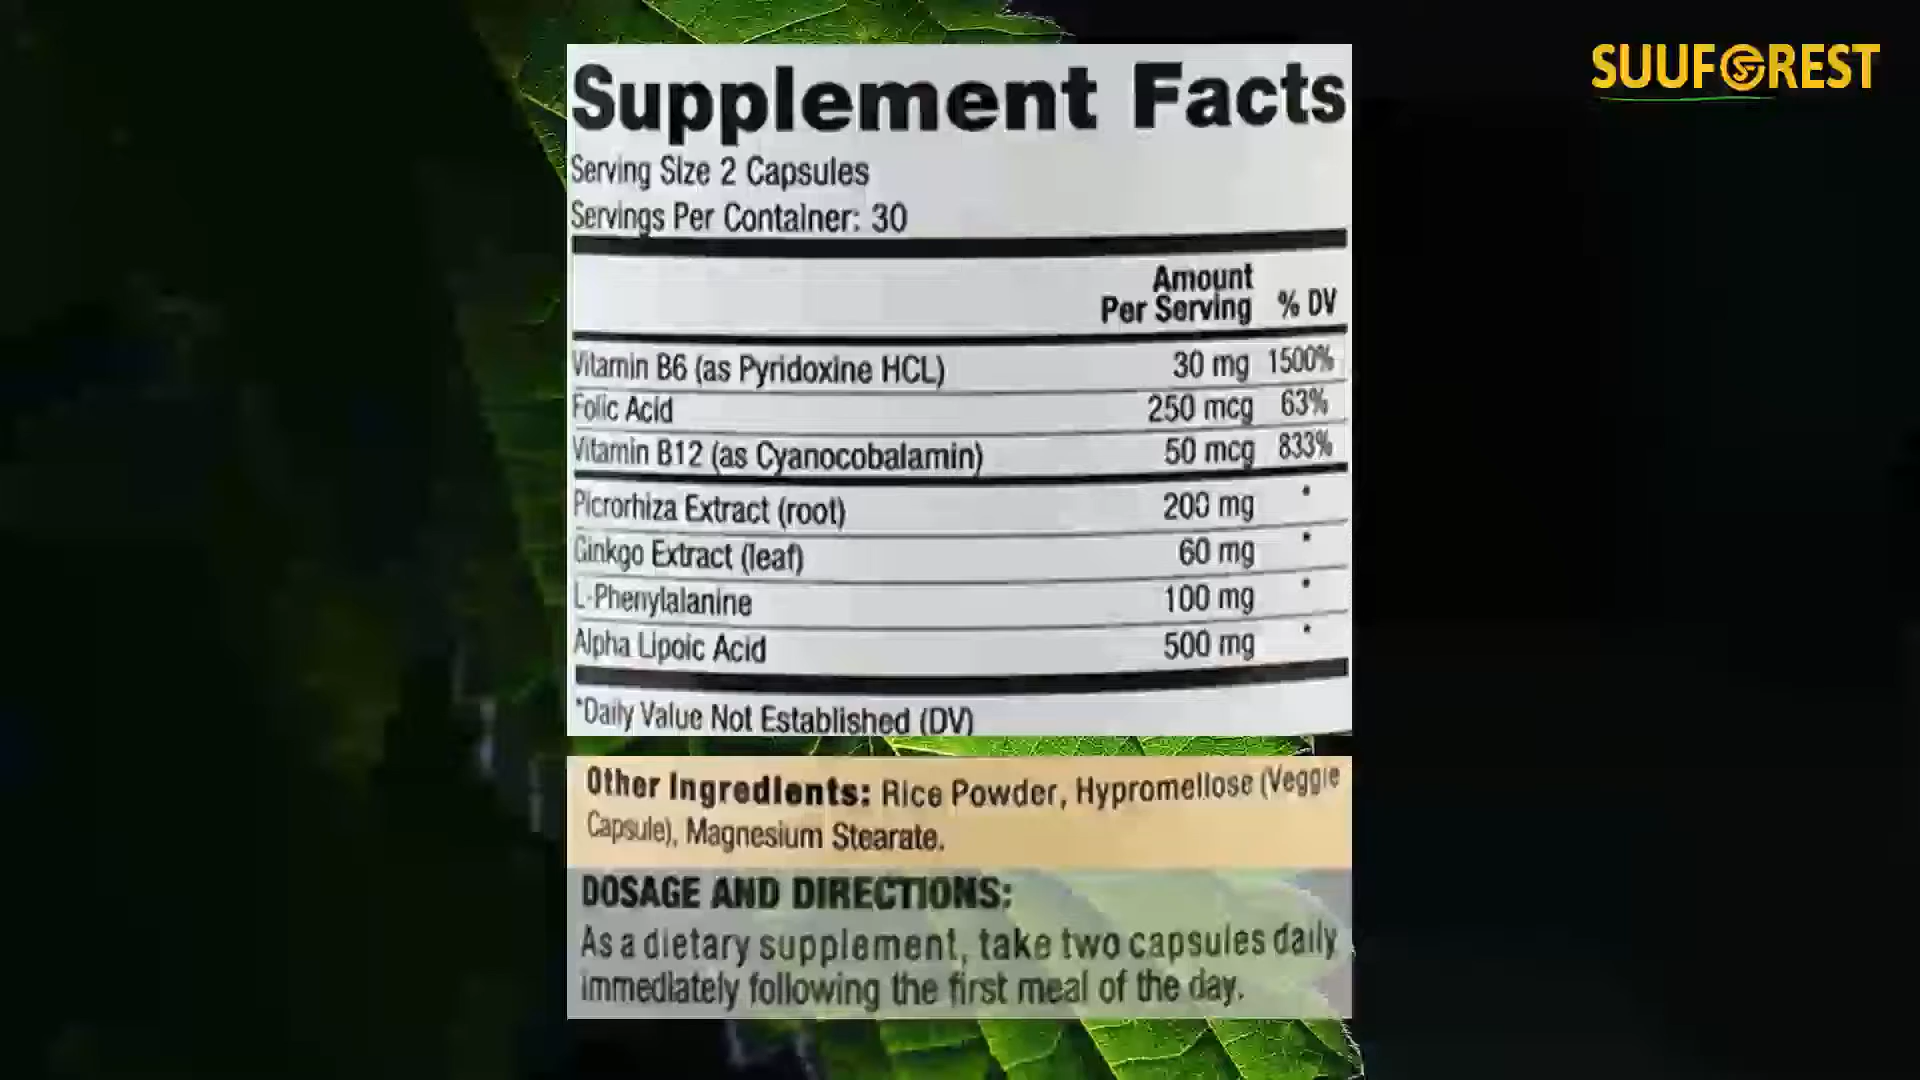 SUUFOREST
Supplement Facts
Serving Size 2 Capsules
Servings Per Container: 30
Amount
Per Serving % DV
Vitamin B6 (as Pyridoxine HCL) 30 mg 1500%
Folic Acid 250 mcg 63%
Vitamin B12 (as Cyanocobalamin) 50 mcg 833%
Picrorhiza Extract (root) 200 mg *
Ginkgo Extract (leaf) 60 mg *
L-Phenylalanine 100 mg *
Alpha Lipoic Acid 500 mg *
*Daily Value Not Established (DV)
Other Ingredients: Rice Powder, Hypromellose (Veggie
Capsule), Magnesium Stearate.
DOSAGE AND DIRECTIONS:
As a dietary supplement, take two capsules daily
immediately following the first meal of the day.